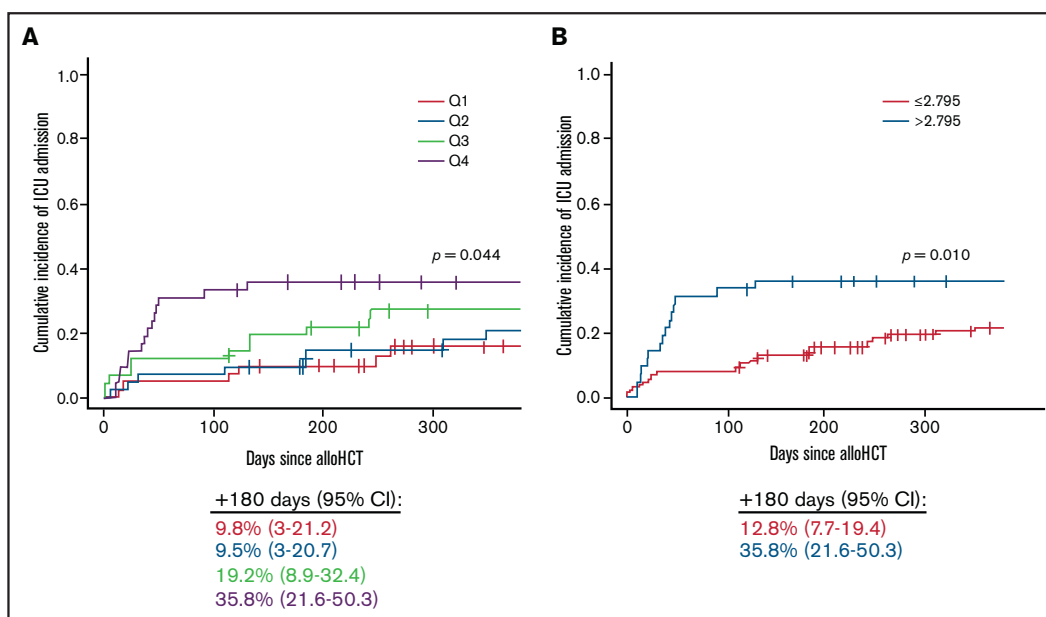 A
Cumulative incidence of ICU admission
1.0
0.8
0.6
0.4
0.2
0.0
Q1
Q2
Q3
Q4
p = 0.044
0 100 200 300
Days since alloHCT
+180 days (95% CI):
9.8% (3-21.2)
9.5% (3-20.7)
19.2% (8.9-32.4)
35.8% (21.6-50.3)
B
Cumulative incidence of ICU admission
1.0
0.8
0.6
0.4
0.2
0.0
≤2.795
>2.795
p = 0.010
0 100 200 300
Days since alloHCT
+180 days (95% CI):
12.8% (7.7-19.4)
35.8% (21.6-50.3)